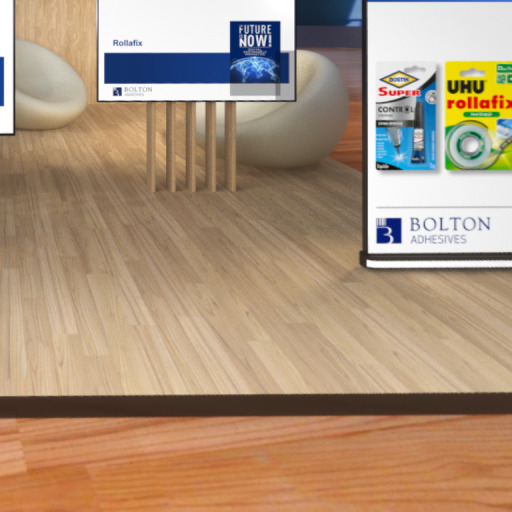 Rollafix
FUTURE
NOW!
BOLTON
ADHESIVES
BOSTIK
SUPER
CONTROL
UHU
rollafix
BOLTON
ADHESIVES